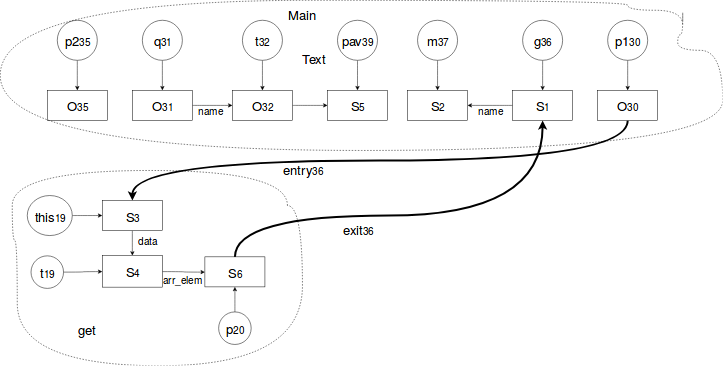 Main
p235 q31 t32 pav39 m37 g36 p130
Text
O35 O31 O32 S5 S2 S1 O30
name name
entry36
this19 S3
data
exit36
t19 S4 S6
arr_elem
get p20